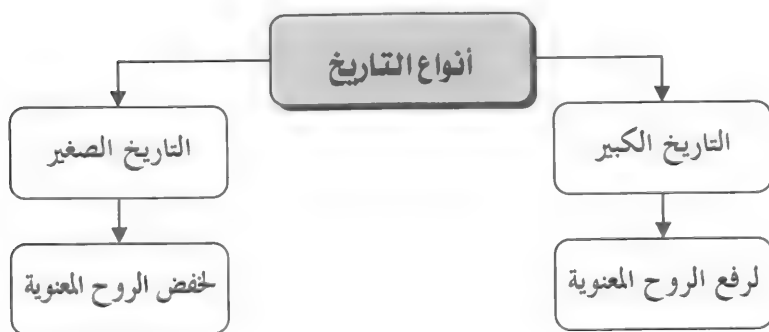 أنواع التاريخ
التاريخ الكبير
التاريخ الصغير
لرفع الروح المعنوية
لخفض الروح المعنوية